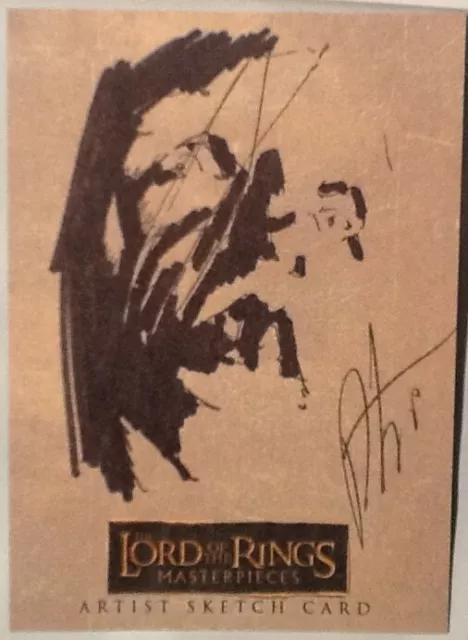 THE
LORD OF THE RINGS
MASTERPIECES
ARTIST SKETCH CARD